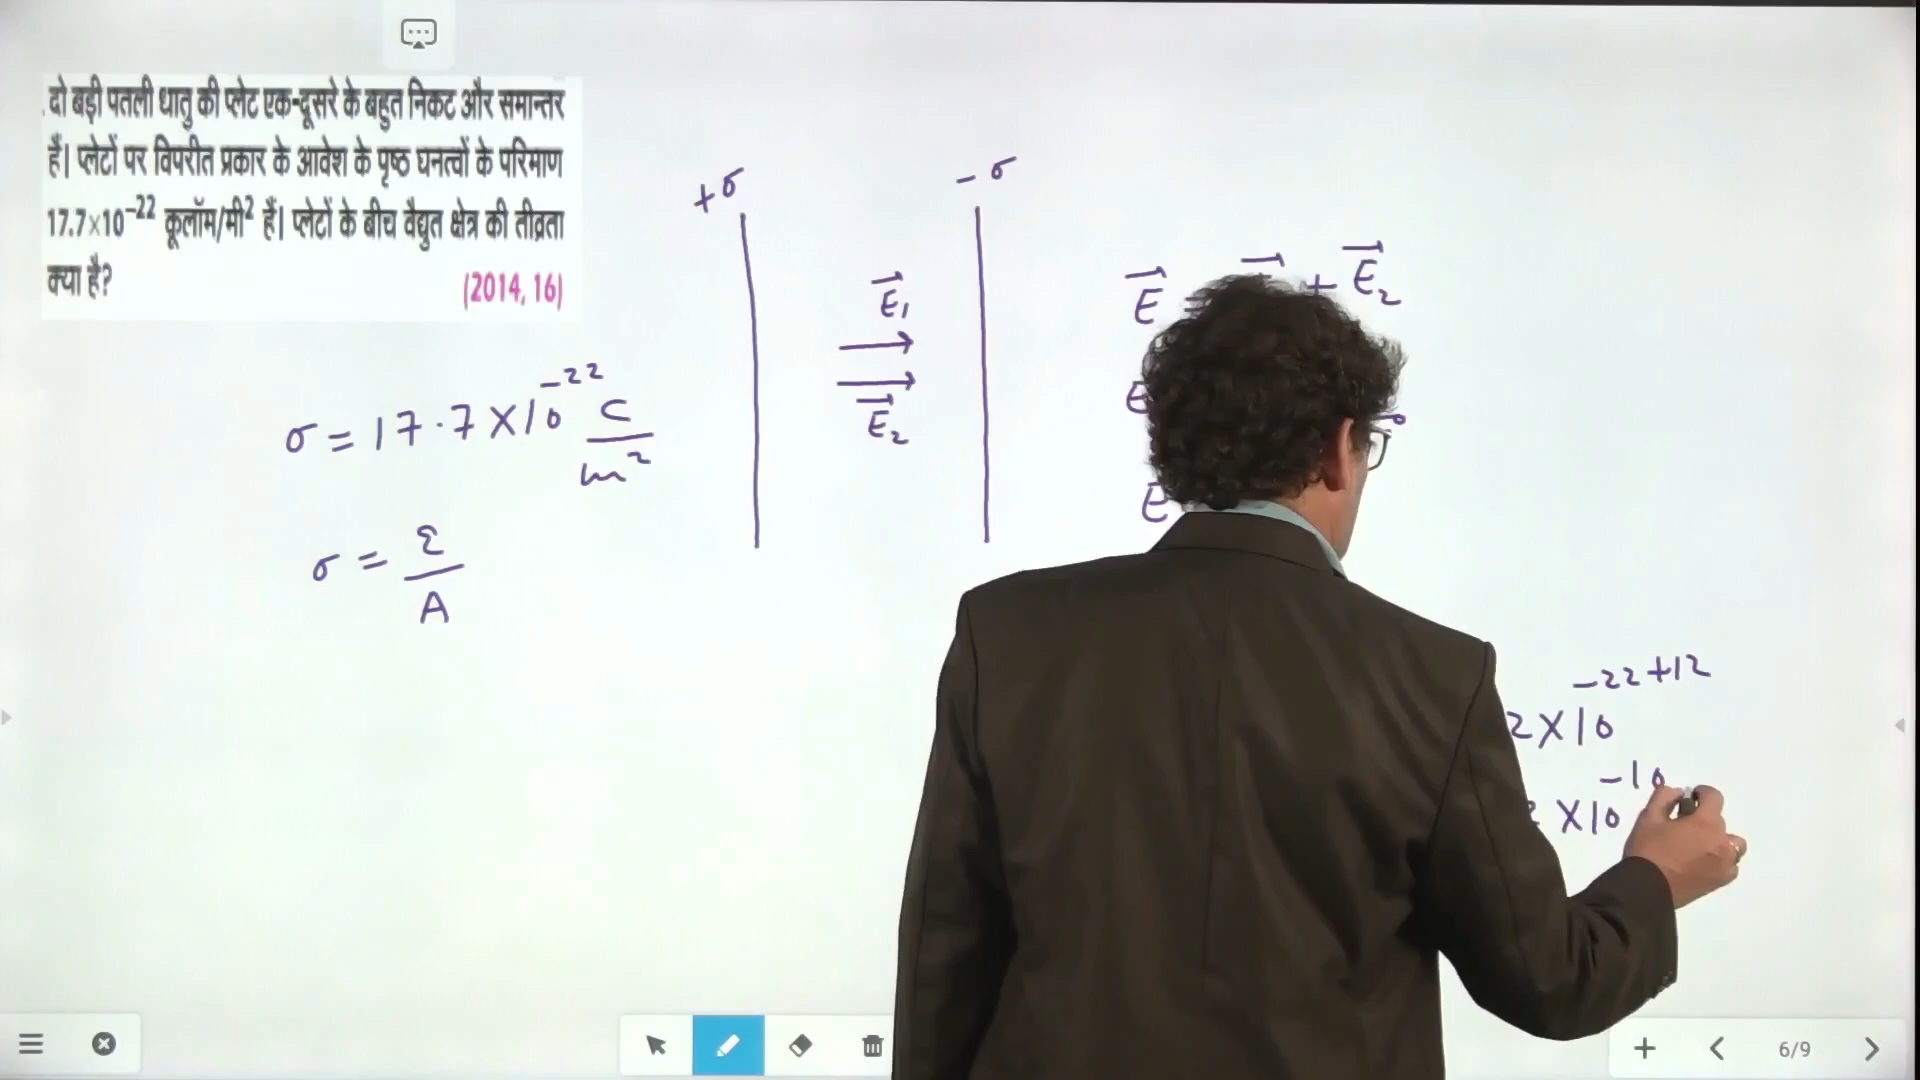 दो बड़ी पतली धातु की प्लेट एक-दूसरे के बहुत निकट और समान्तर
हैं। प्लेटों पर विपरीत प्रकार के आवेश के पृष्ठ घनत्वों के परिमाण
17.7×10⁻²² कूलॉम/मी² हैं। प्लेटों के बीच वैद्युत क्षेत्र की तीव्रता
क्या है?
(2014, 16)
σ = 17.7 X10⁻²² C/m²
σ = q/A
+σ
-σ
E₁
E₂
E = + E₂
E
E
2X10⁻²²⁺¹²
X10⁻¹⁰
6/9